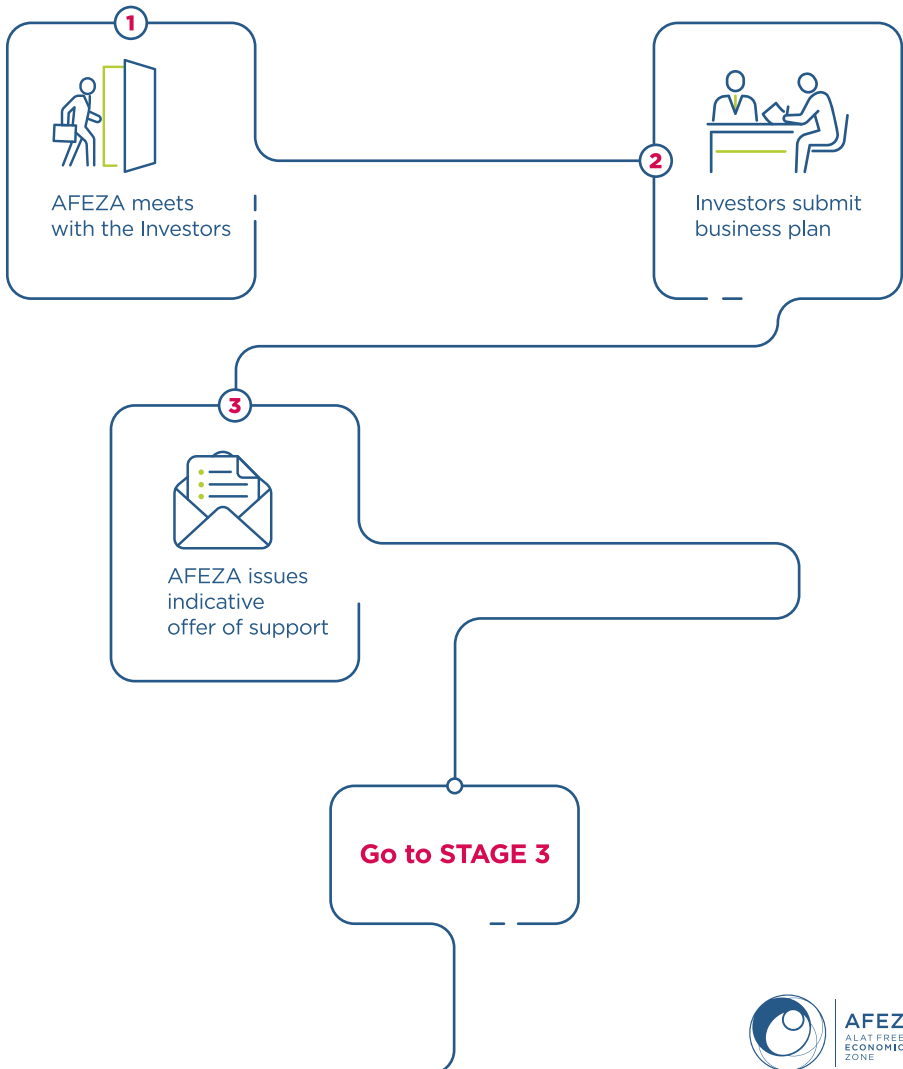 1
AFEZA meets
with the Investors
2
Investors submit
business plan
3
AFEZA issues
indicative
offer of support
Go to STAGE 3
AFEZ
ALAT FREE
ECONOMIC
ZONE